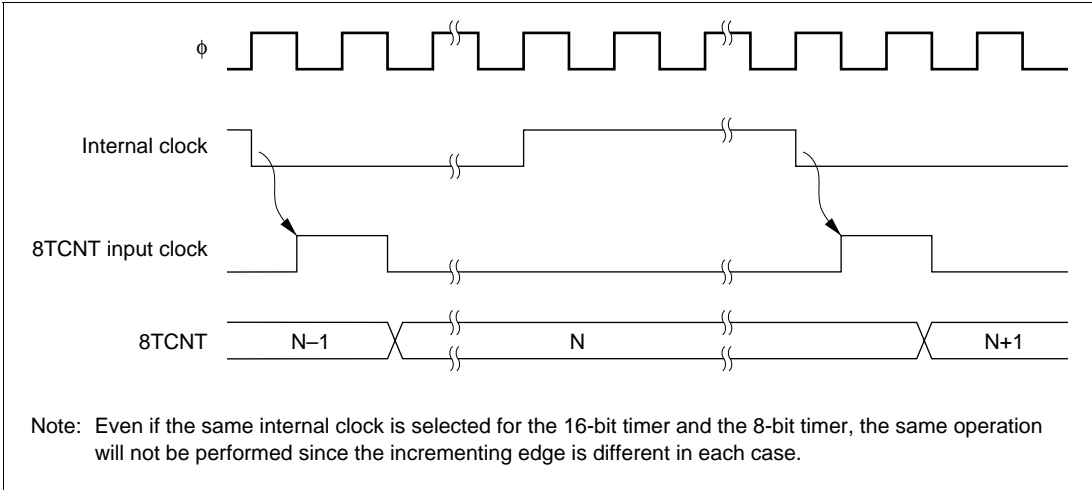 φ
Internal clock
8TCNT input clock
8TCNT
N–1
N
N+1
Note: Even if the same internal clock is selected for the 16-bit timer and the 8-bit timer, the same operation
will not be performed since the incrementing edge is different in each case.